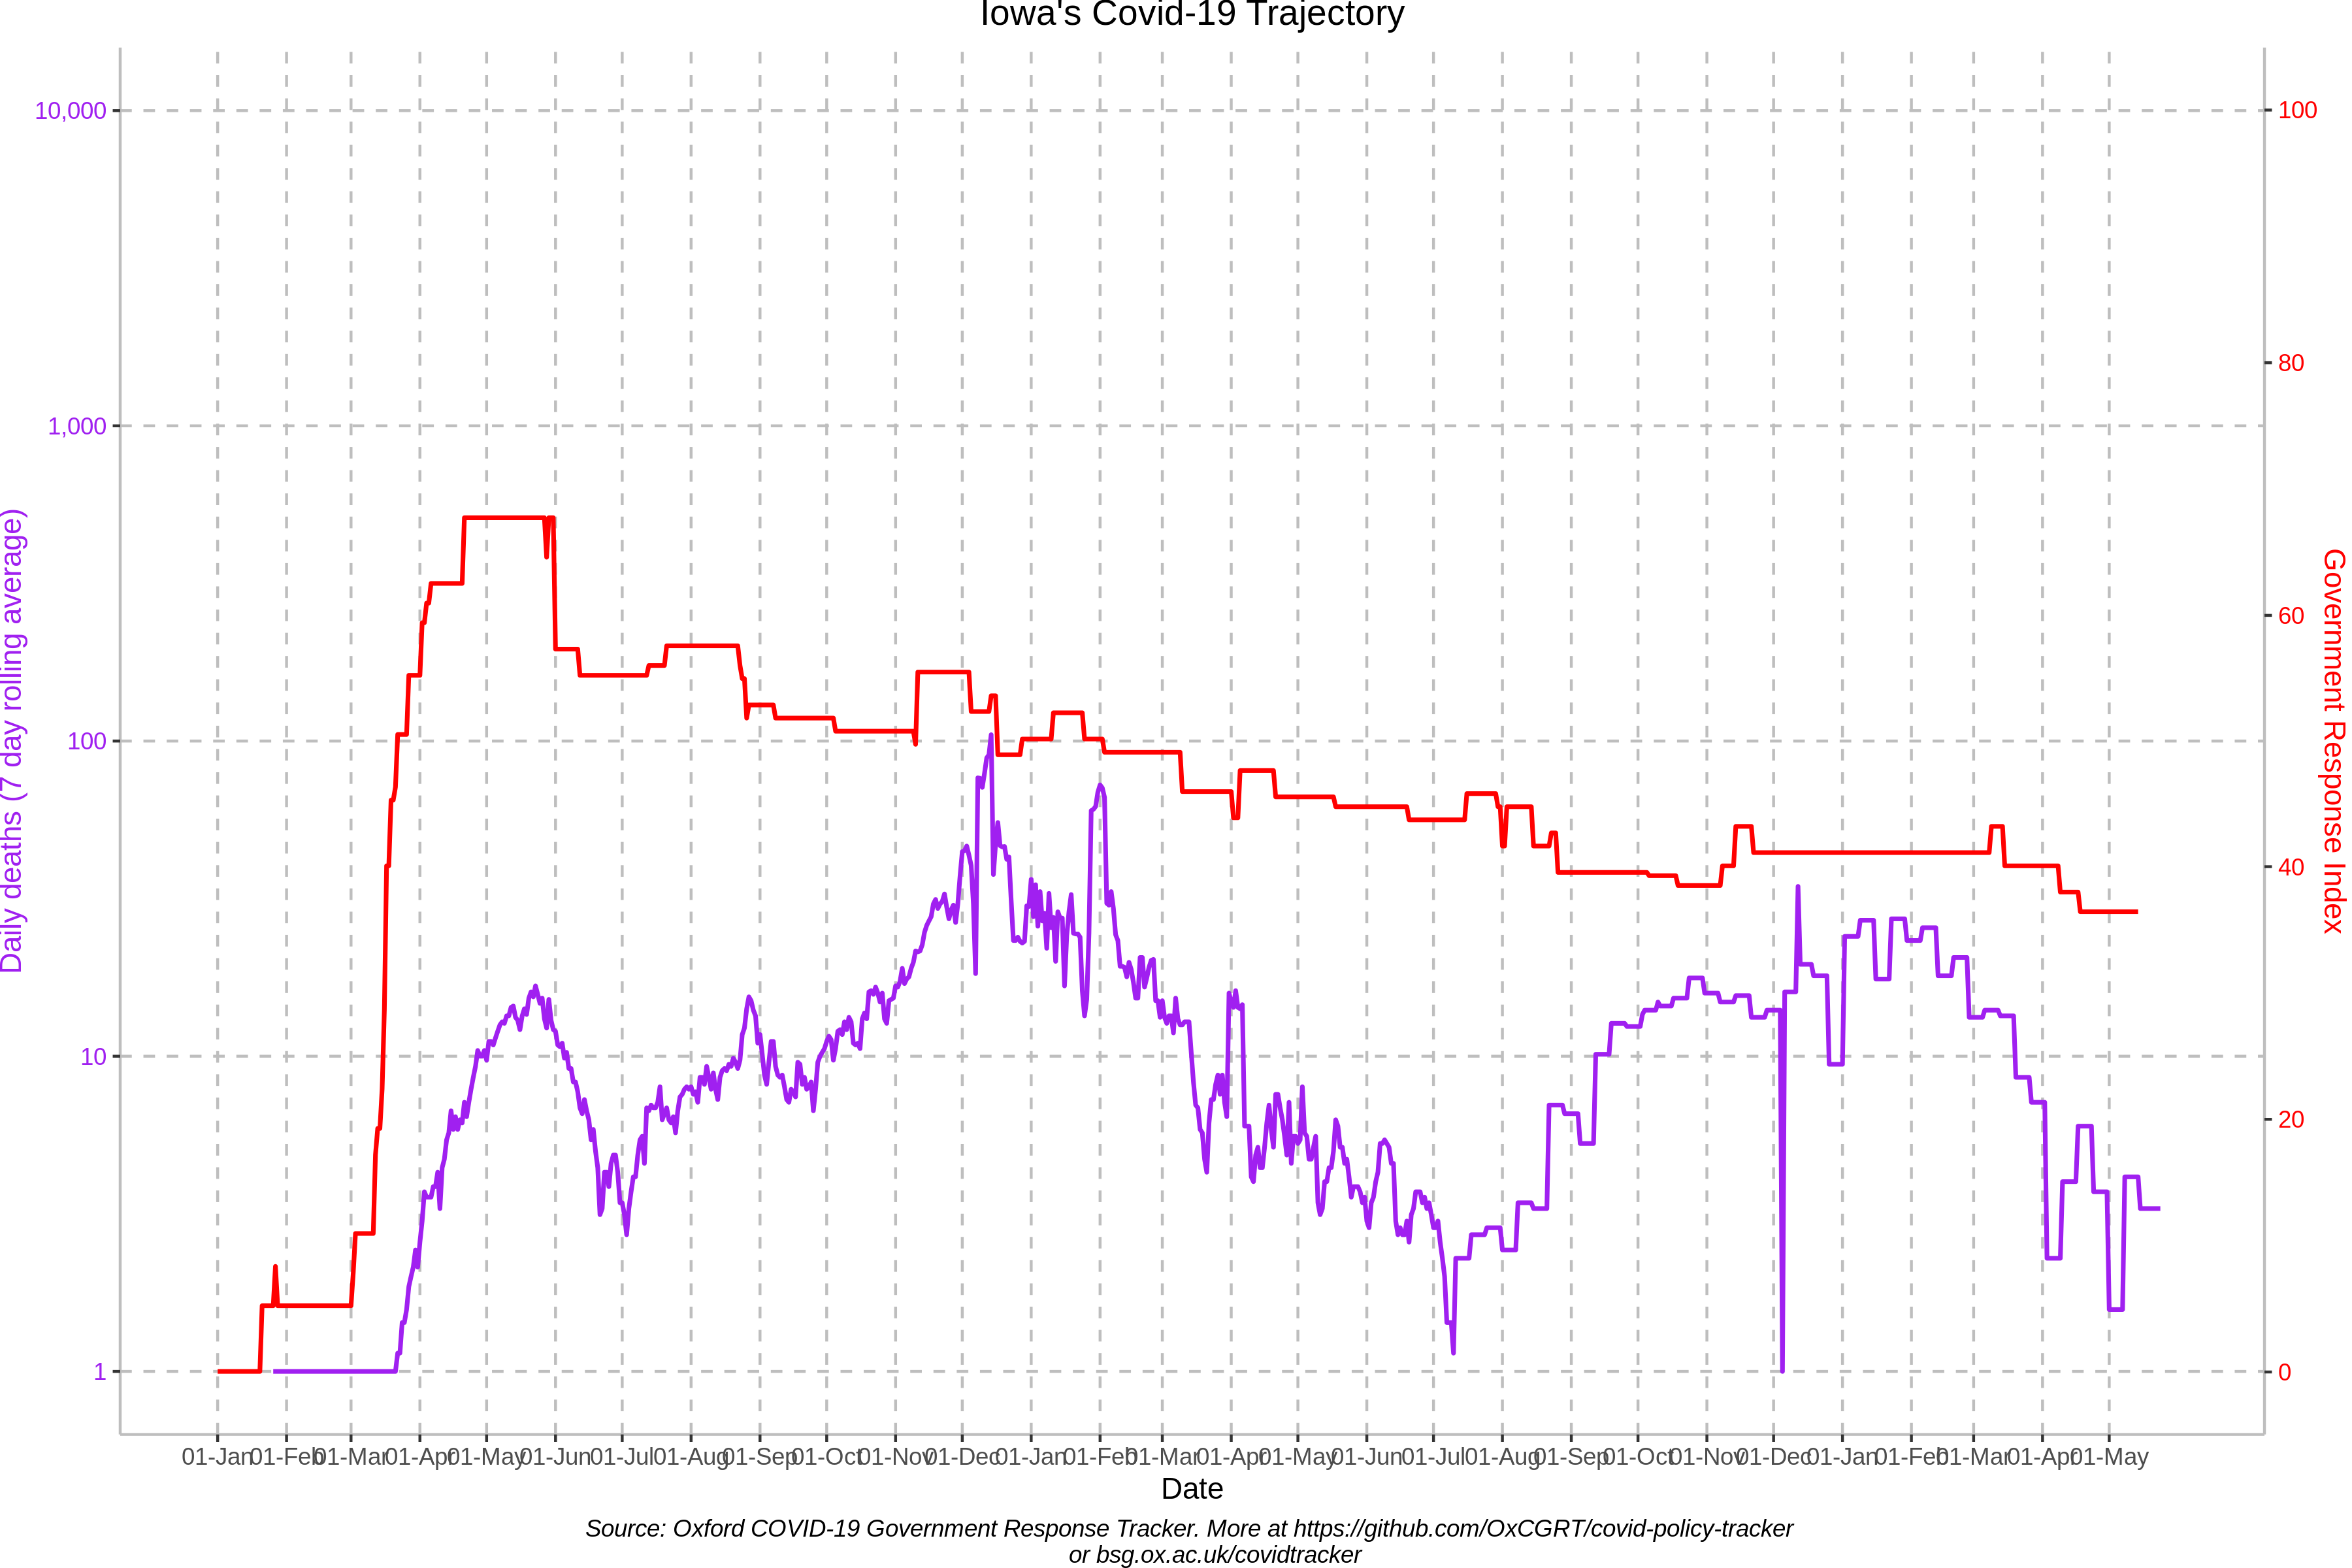 Iowa's Covid-19 Trajectory
10,000
1,000
100
10
1
Daily deaths (7 day rolling average)
100
80
60
40
20
0
Government Response Index
01-Jan 01-Feb 01-Mar 01-Apr 01-May 01-Jun 01-Jul 01-Aug 01-Sep 01-Oct 01-Nov 01-Dec 01-Jan 01-Feb 01-Mar 01-Apr 01-May 01-Jun 01-Jul 01-Aug 01-Sep 01-Oct 01-Nov 01-Dec 01-Jan 01-Feb 01-Mar 01-Apr 01-May
Date
Source: Oxford COVID-19 Government Response Tracker. More at https://github.com/OxCGRT/covid-policy-tracker
or bsg.ox.ac.uk/covidtracker